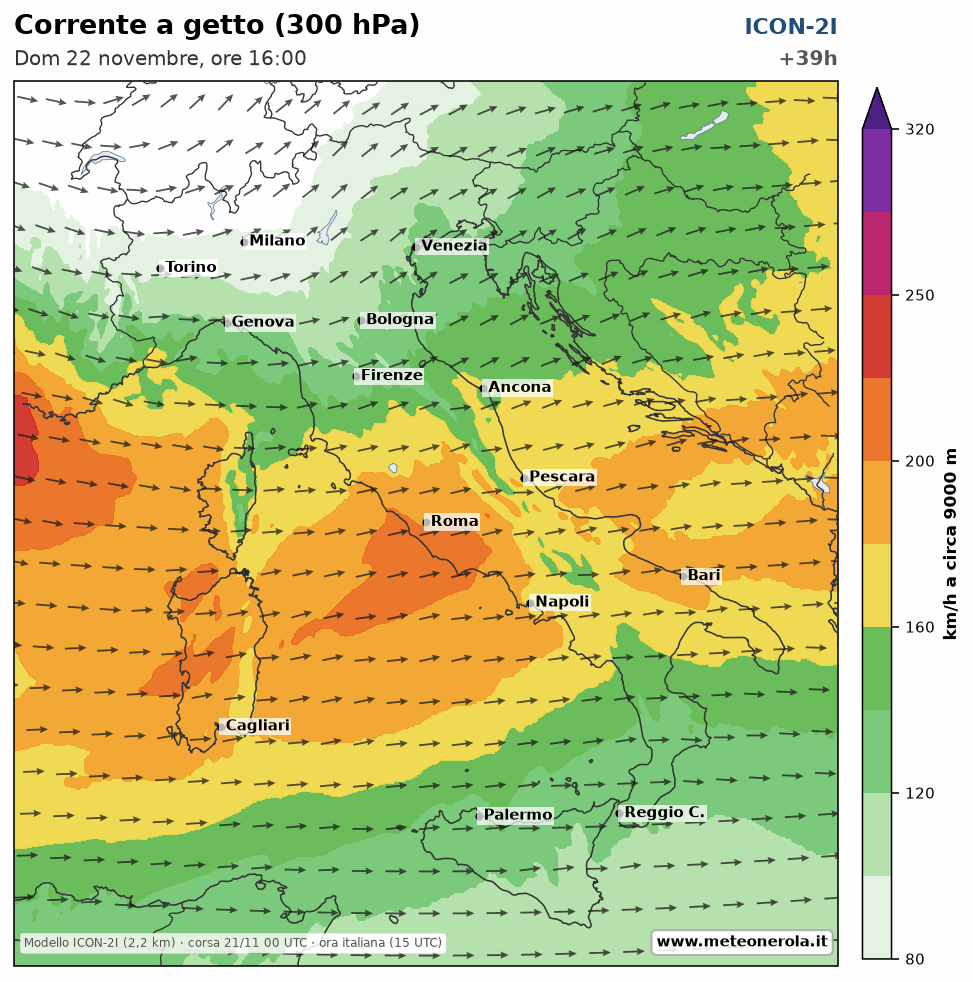 Corrente a getto (300 hPa)
ICON-2I
Dom 22 novembre, ore 16:00
+39h
320
250
200
160
120
80
km/h a circa 9000 m
Milano
Venezia
Torino
Genova
Bologna
Firenze
Ancona
Pescara
Roma
Bari
Napoli
Cagliari
Palermo
Reggio C.
Modello ICON-2I (2,2 km) · corsa 21/11 00 UTC · ora italiana (15 UTC)
www.meteonerola.it